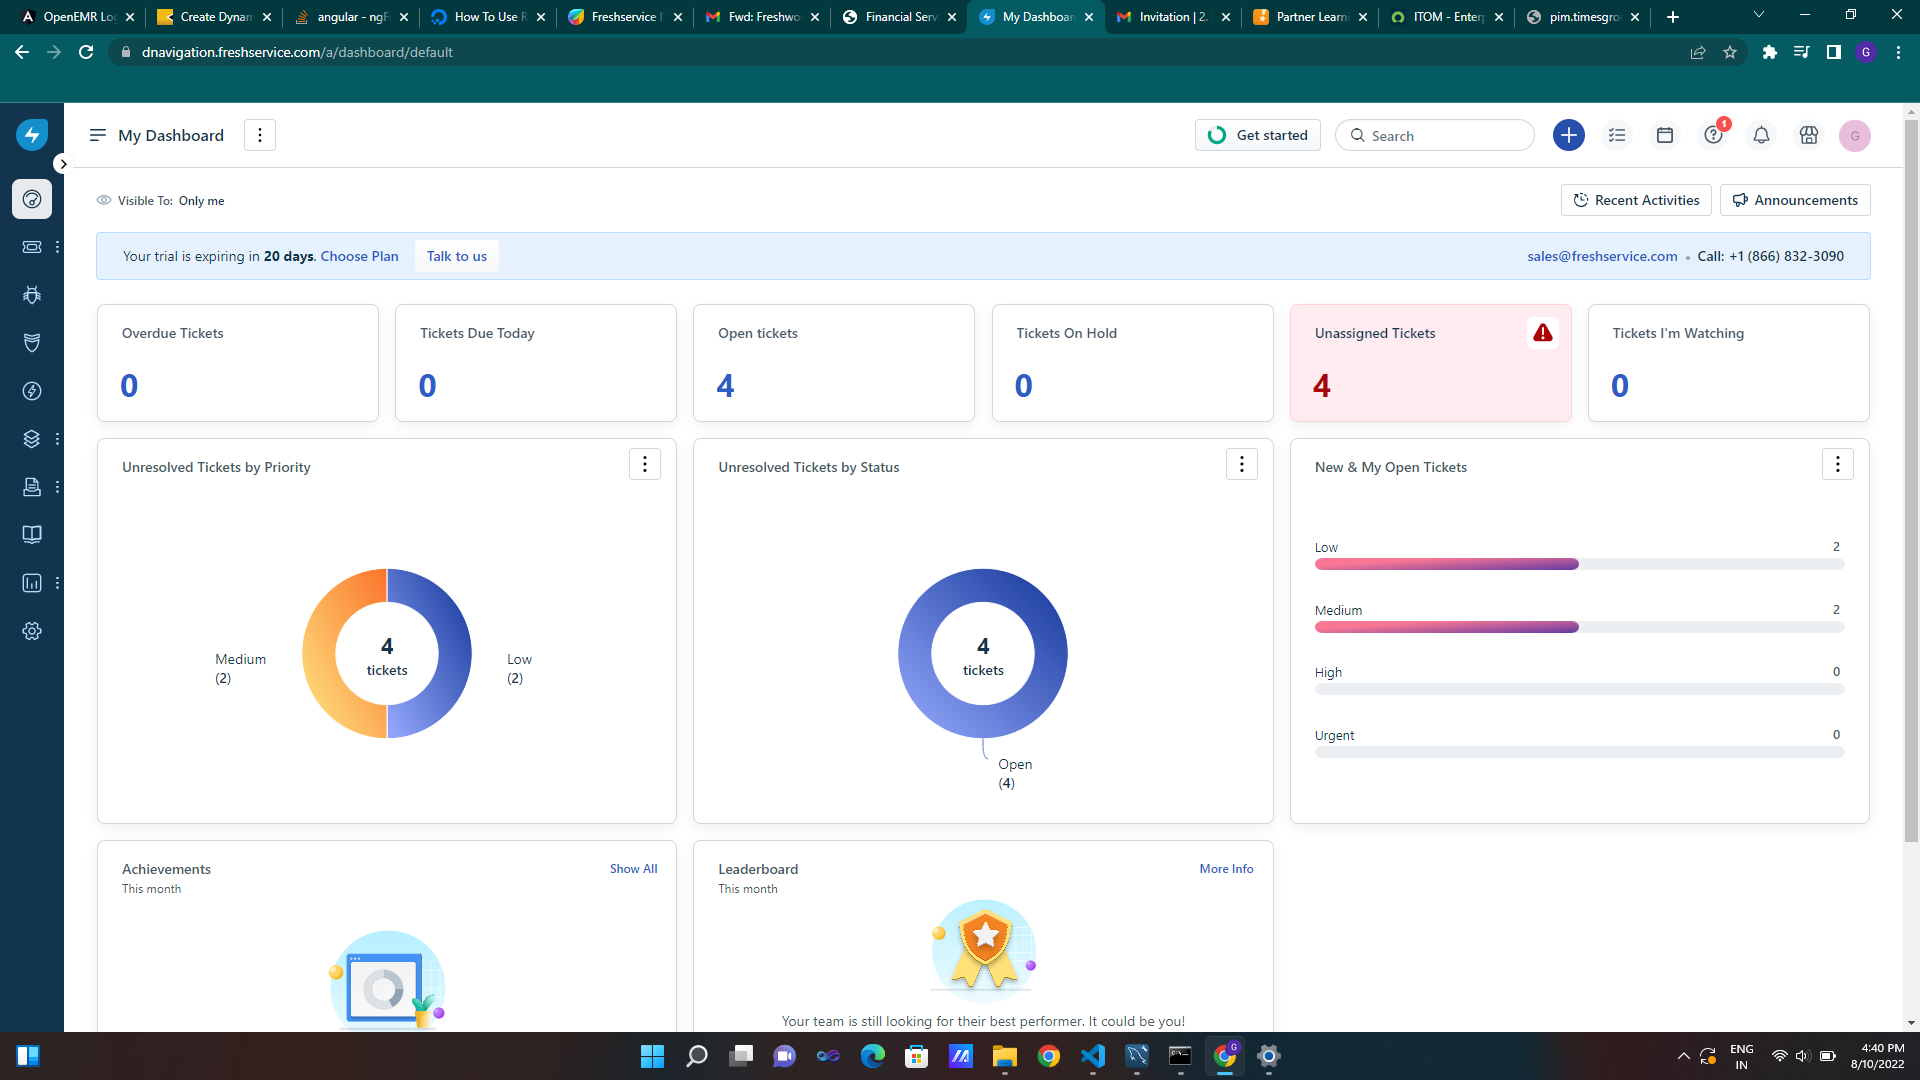 OpenEMR Lo
Create Dynam
angular - ngF
How To Use R
Freshservice I
Fwd: Freshwo
Financial Serv
My Dashboar
Invitation | 2.
Partner Learni
ITOM - Enterp
pim.timesgro
dnavigation.freshservice.com/a/dashboard/default
G
My Dashboard
Get started
Search
1
G
Visible To: Only me
Recent Activities
Announcements
Your trial is expiring in 20 days. Choose Plan
Talk to us
sales@freshservice.com • Call: +1 (866) 832-3090
Overdue Tickets
0
Tickets Due Today
0
Open tickets
4
Tickets On Hold
0
Unassigned Tickets
4
Tickets I'm Watching
0
Unresolved Tickets by Priority
4
tickets
Medium
(2)
Low
(2)
Unresolved Tickets by Status
4
tickets
Open
(4)
New & My Open Tickets
Low 2
Medium 2
High 0
Urgent 0
Achievements
This month
Show All
Leaderboard
This month
More Info
Your team is still looking for their best performer. It could be you!
G
ENG
IN
4:40 PM
8/10/2022